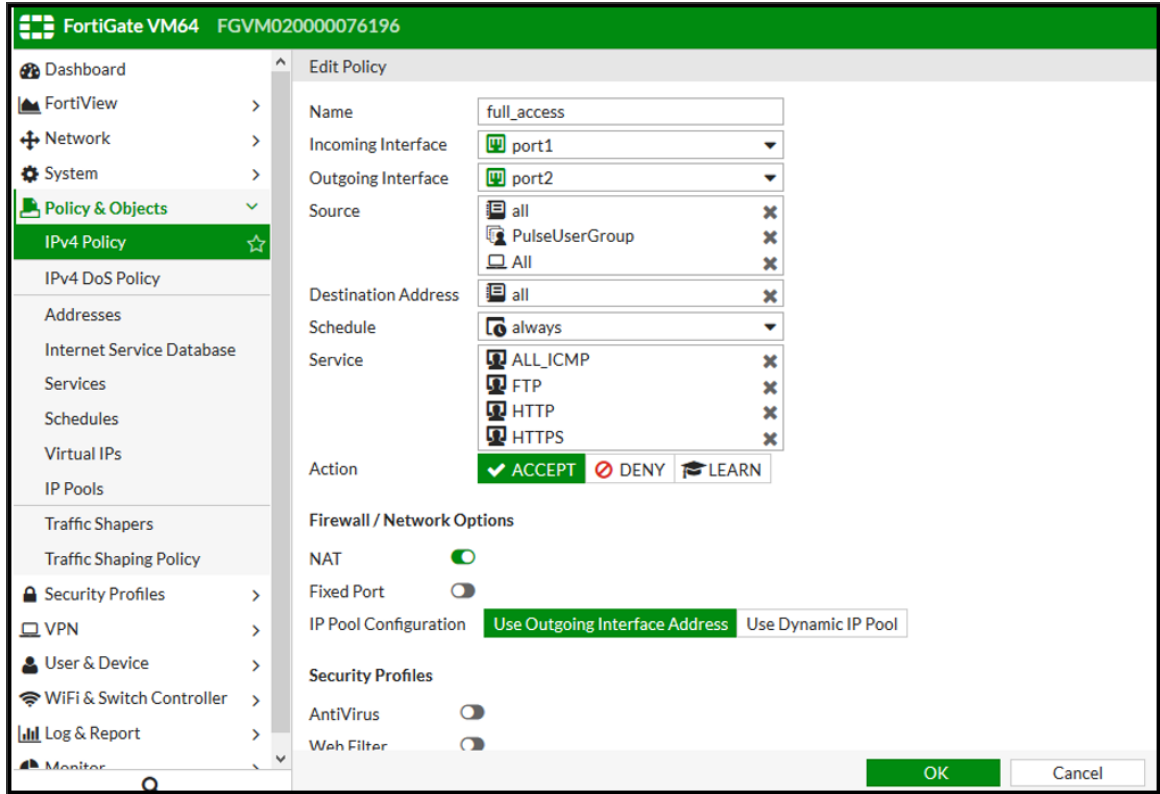 FortiGate VM64 FGVM020000076196
Dashboard
FortiView
Network
System
Policy & Objects
IPv4 Policy
IPv4 DoS Policy
Addresses
Internet Service Database
Services
Schedules
Virtual IPs
IP Pools
Traffic Shapers
Traffic Shaping Policy
Security Profiles
VPN
User & Device
WiFi & Switch Controller
Log & Report
Monitor
Edit Policy
Name full_access
Incoming Interface port1
Outgoing Interface port2
Source all
PulseUserGroup
All
Destination Address all
Schedule always
Service ALL_ICMP
FTP
HTTP
HTTPS
Action ACCEPT DENY LEARN
Firewall / Network Options
NAT
Fixed Port
IP Pool Configuration Use Outgoing Interface Address Use Dynamic IP Pool
Security Profiles
AntiVirus
Web Filter
OK Cancel